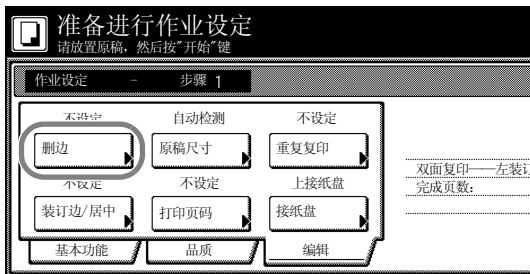 准备进行作业设定
请放置原稿，然后按"开始"键
作业设定 - 步骤 1
不设定 自动检测 不设定
删边 原稿尺寸 重复复印
不设定 不设定 上接纸盘
装订边/居中 打印页码 接纸盘
双面复印——左装订
完成页数:
基本功能 品质 编辑